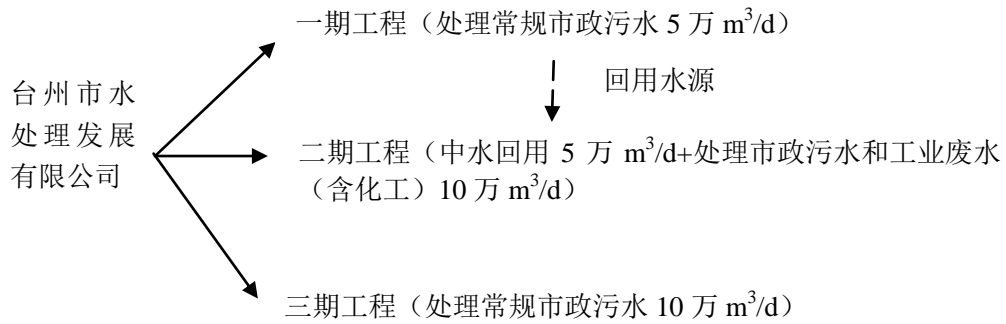 一期工程（处理常规市政污水 5 万 m³/d）
回用水源
台州市水
处理发展
有限公司
二期工程（中水回用 5 万 m³/d+处理市政污水和工业废水
（含化工）10 万 m³/d）
三期工程（处理常规市政污水 10 万 m³/d）